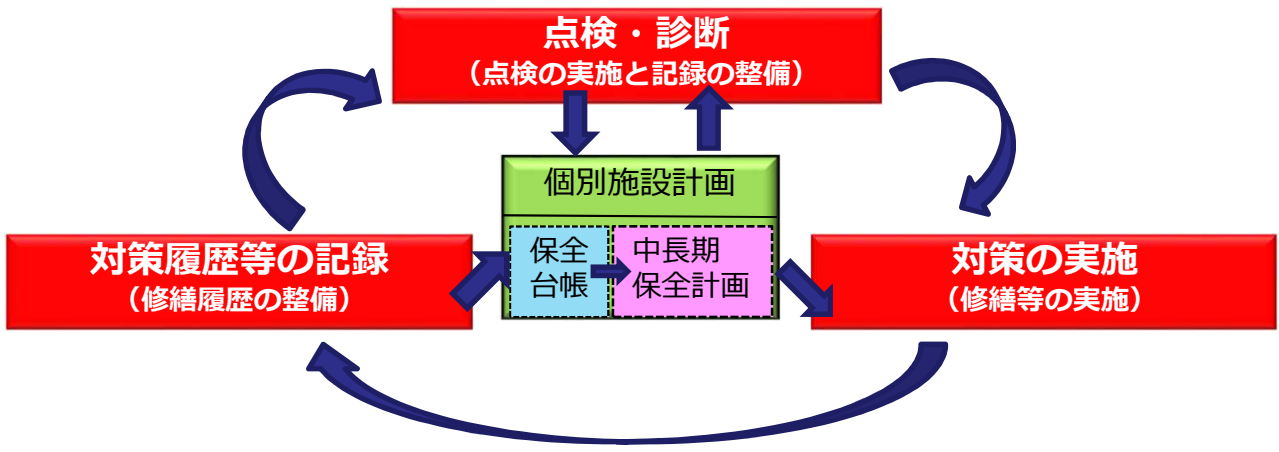 点検・診断
（点検の実施と記録の整備）
個別施設計画
保全
台帳
中長期
保全計画
対策履歴等の記録
（修繕履歴の整備）
対策の実施
（修繕等の実施）